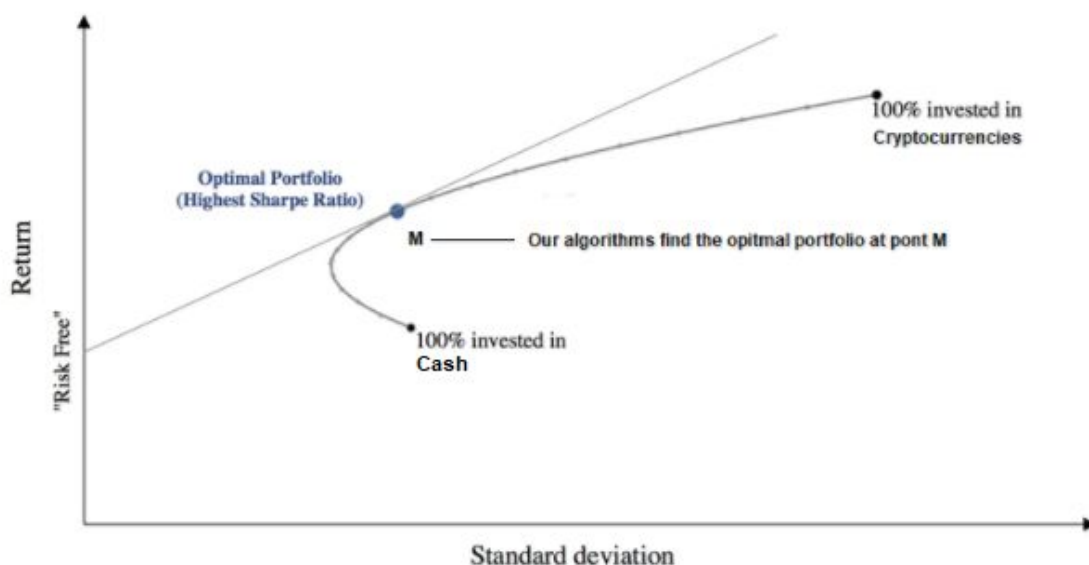 100% invested in
Cryptocurrencies
Optimal Portfolio
(Highest Sharpe Ratio)
M
Our algorithms find the opitmal portfolio at pont M
Return
"Risk Free"
100% invested in
Cash
Standard deviation